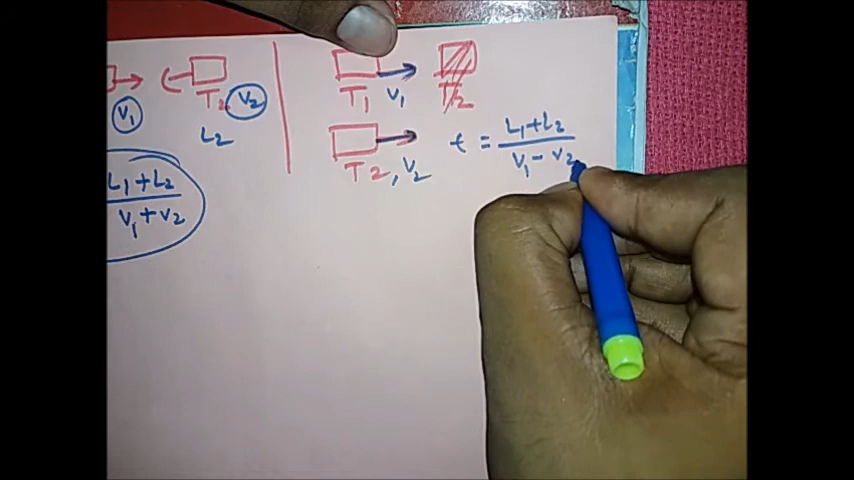 T₂ V₂
V₁
L₂
L₁+L₂
V₁+V₂
T₁ V₁ T₂
T₂, V₂
t = L₁+L₂
V₁-V₂